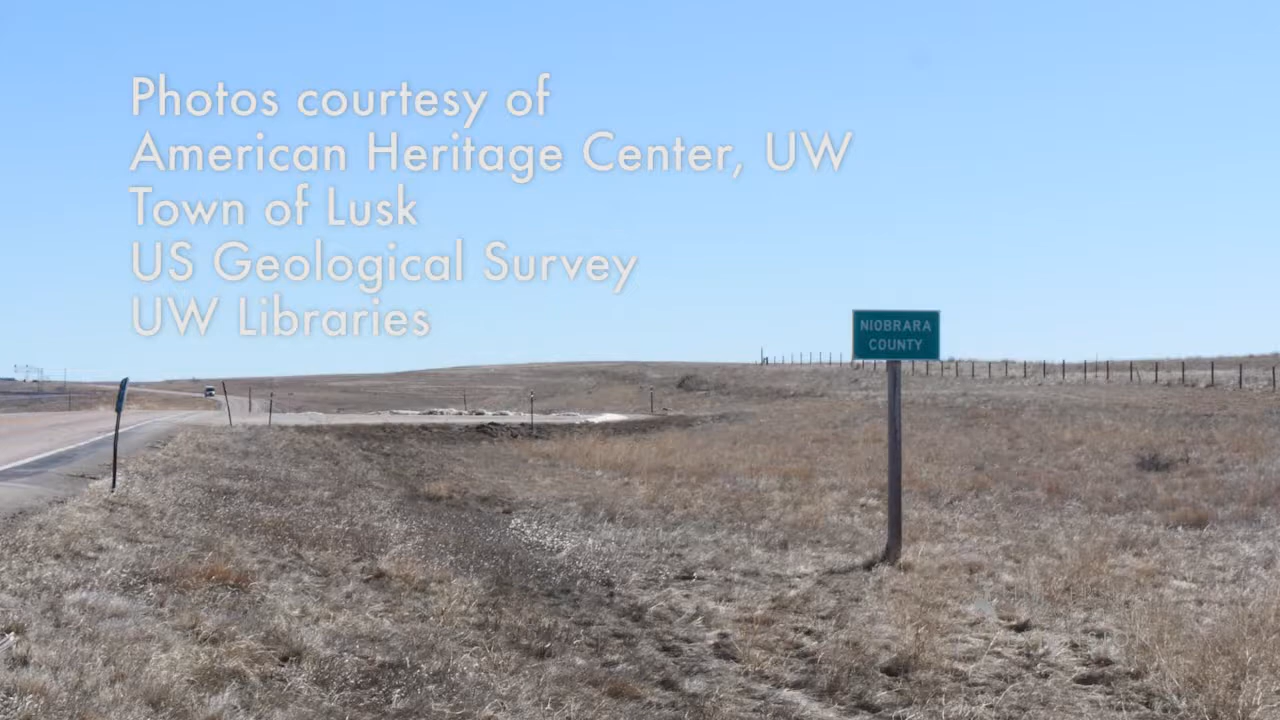 Photos courtesy of
American Heritage Center, UW
Town of Lusk
US Geological Survey
UW Libraries
NIOBRARA
COUNTY